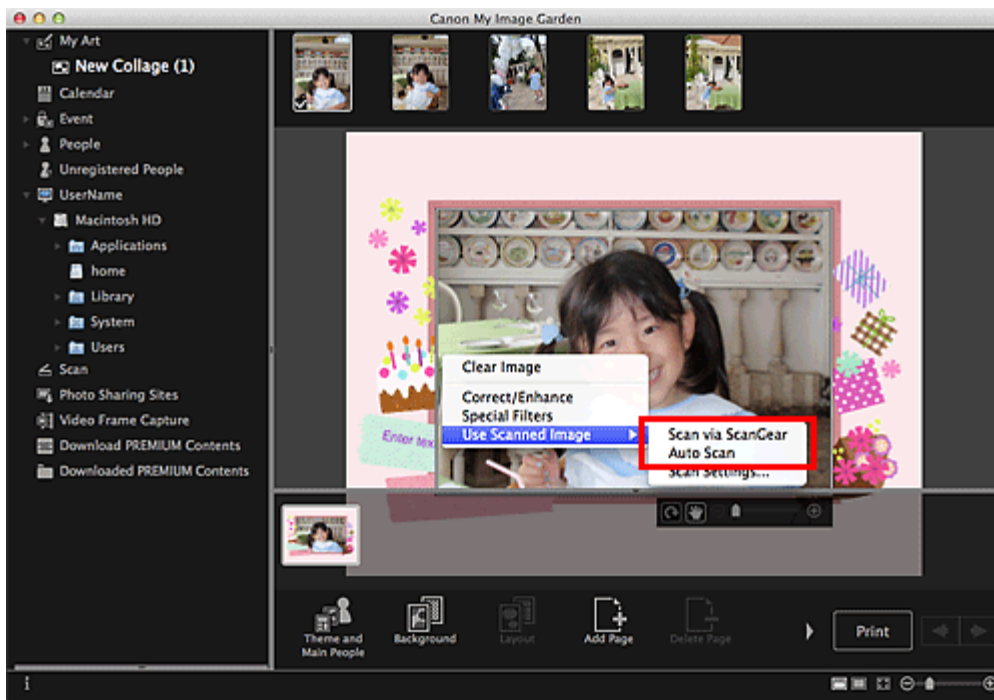 Canon My Image Garden
My Art
New Collage (1)
Calendar
Event
People
Unregistered People
UserName
Macintosh HD
Applications
home
Library
System
Users
Scan
Photo Sharing Sites
Video Frame Capture
Download PREMIUM Contents
Downloaded PREMIUM Contents
Enter
Clear Image
Correct/Enhance
Special Filters
Use Scanned Image
Scan via ScanGear
Auto Scan
Scan Settings...
Theme and
Main People
Background
Layout
Add Page
Delete Page
Print